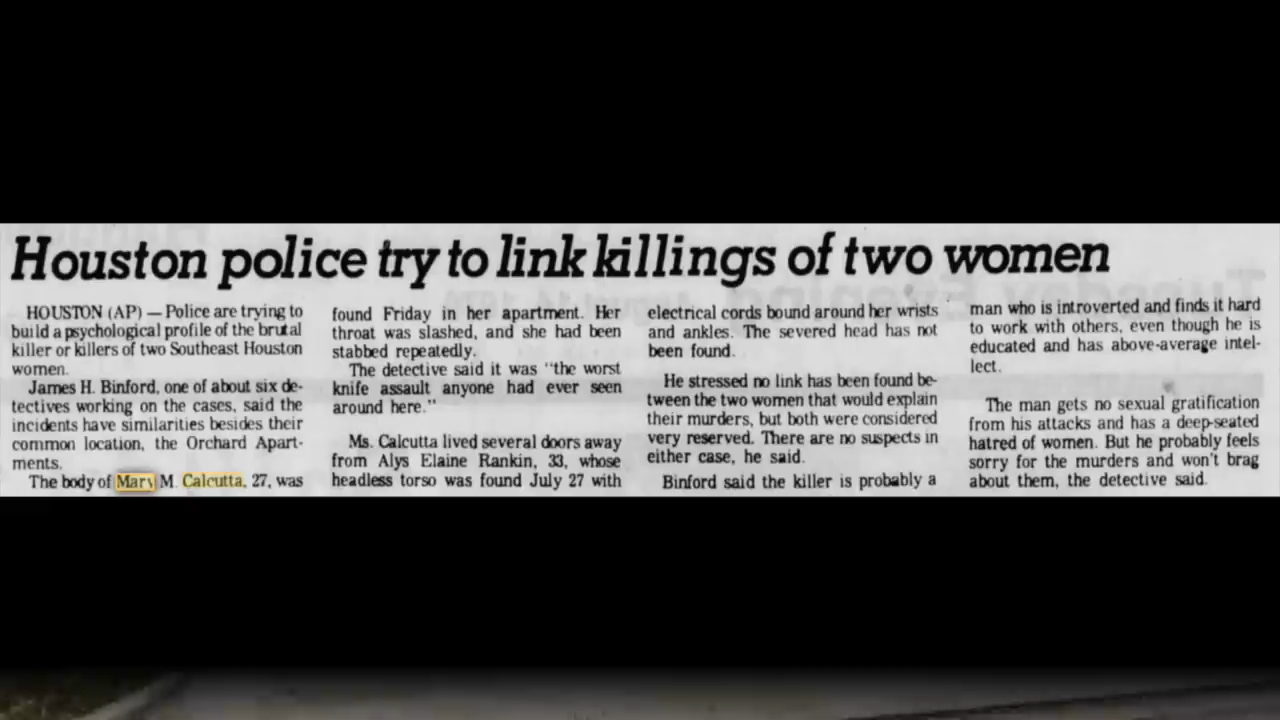 Houston police try to link killings of two women
HOUSTON (AP) — Police are trying to
build a psychological profile of the brutal
killer or killers of two Southeast Houston
women.
James H. Binford, one of about six de-
tectives working on the cases, said the
incidents have similarities besides their
common location, the Orchard Apart-
ments.
The body of Mary M. Calcutta, 27, was
found Friday in her apartment. Her
throat was slashed, and she had been
stabbed repeatedly.
The detective said it was "the worst
knife assault anyone had ever seen
around here."
Ms. Calcutta lived several doors away
from Alys Elaine Rankin, 33, whose
headless torso was found July 27 with
electrical cords bound around her wrists
and ankles. The severed head has not
been found.
He stressed no link has been found be-
tween the two women that would explain
their murders, but both were considered
very reserved. There are no suspects in
either case, he said.
Binford said the killer is probably a
man who is introverted and finds it hard
to work with others, even though he is
educated and has above-average intel-
lect.
The man gets no sexual gratification
from his attacks and has a deep-seated
hatred of women. But he probably feels
sorry for the murders and won't brag
about them, the detective said.